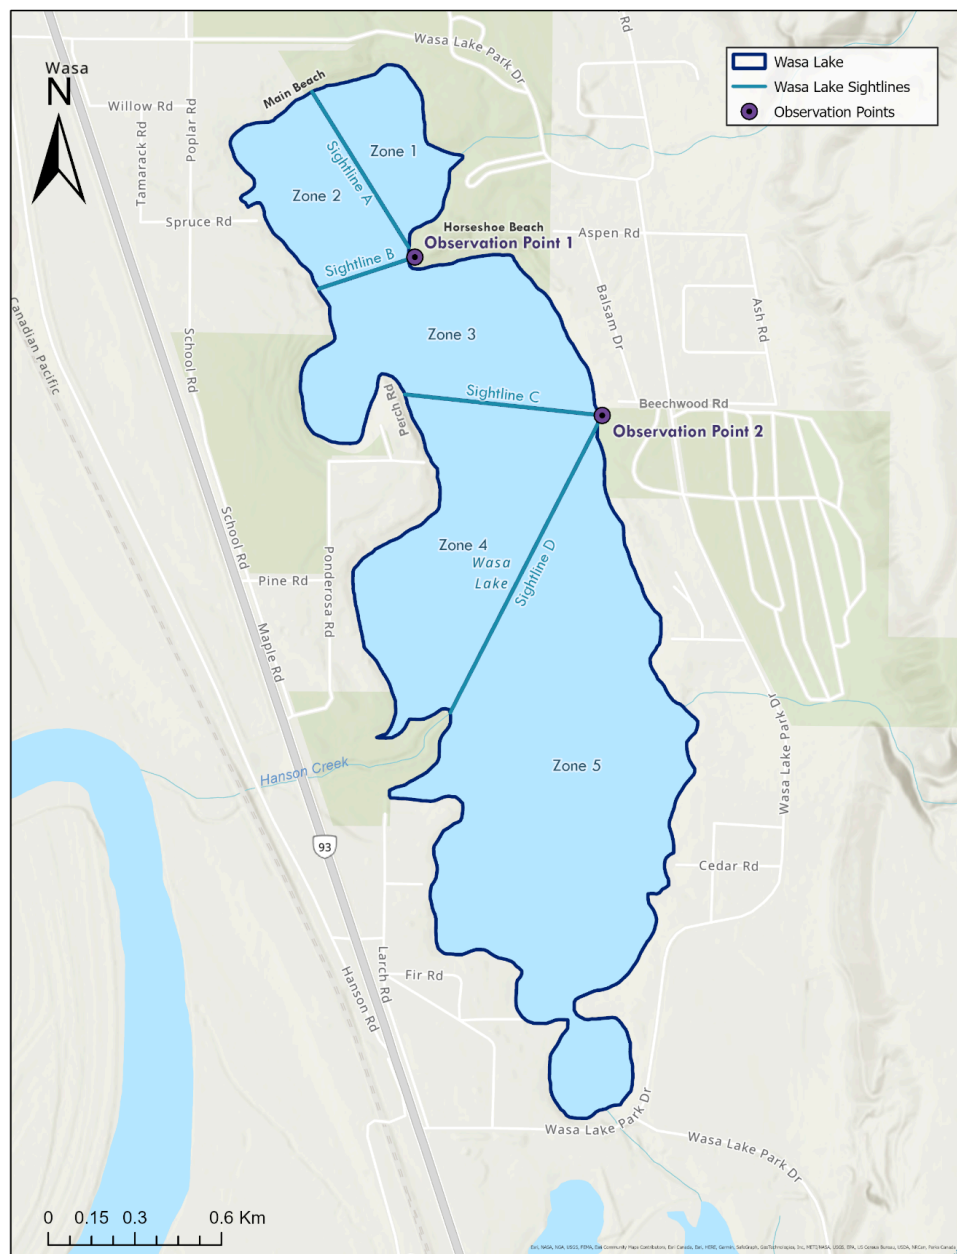 Rd
Wasa Lake Park Dr
Wasa Lake
Wasa Lake Sightlines
Observation Points
Wasa
N
Main Beach
Willow Rd
Poplar Rd
Tamarack Rd
Zone 1
Sightline A
Zone 2
Spruce Rd
Horseshoe Beach
Observation Point 1
Aspen Rd
Sightline B
Canadian Pacific
Balsam Dr
Ash Rd
Zone 3
School Rd
Sightline C
Perch Rd
Beechwood Rd
Observation Point 2
School Rd
Zone 4
Wasa
Lake
Sightline D
Pine Rd
Ponderosa Rd
Maple Rd
Wasa Lake Park Dr
Hanson Creek
Zone 5
93
Cedar Rd
Larch Rd
Fir Rd
Hanson Rd
Wasa Lake Park Dr
Wasa Lake Park Dr
0 0.15 0.3 0.6 Km